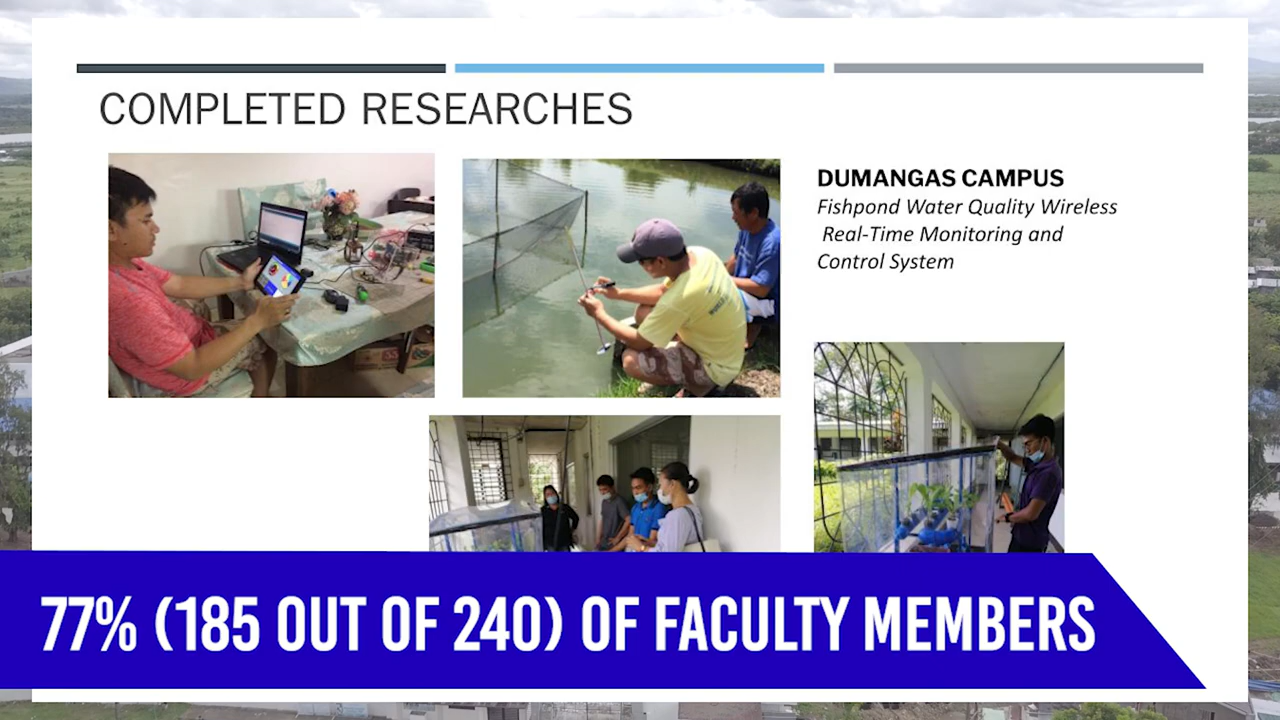 COMPLETED RESEARCHES
DUMANGAS CAMPUS
Fishpond Water Quality Wireless
Real-Time Monitoring and
Control System
77% (185 OUT OF 240) OF FACULTY MEMBERS